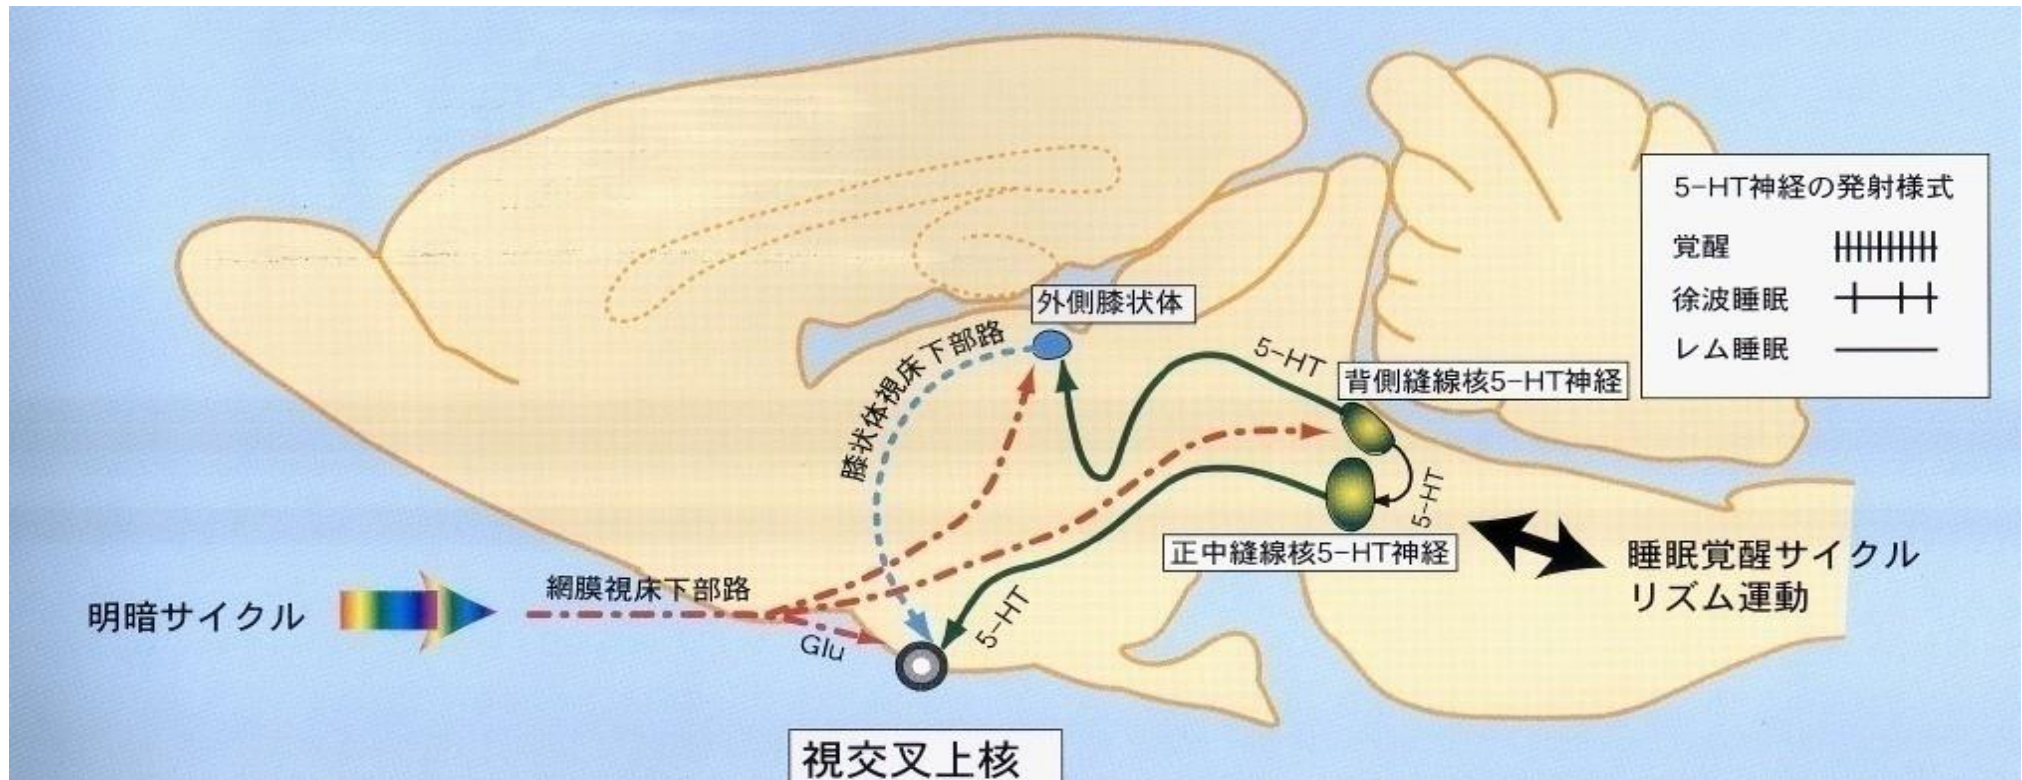 5-HT神経の発射様式
覚醒
徐波睡眠
レム睡眠
外側膝状体
膝状体視床下部路
5-HT
背側縫線核5-HT神経
5-HT
正中縫線核5-HT神経
睡眠覚醒サイクル
リズム運動
明暗サイクル
網膜視床下部路
Glu
5-HT
視交叉上核